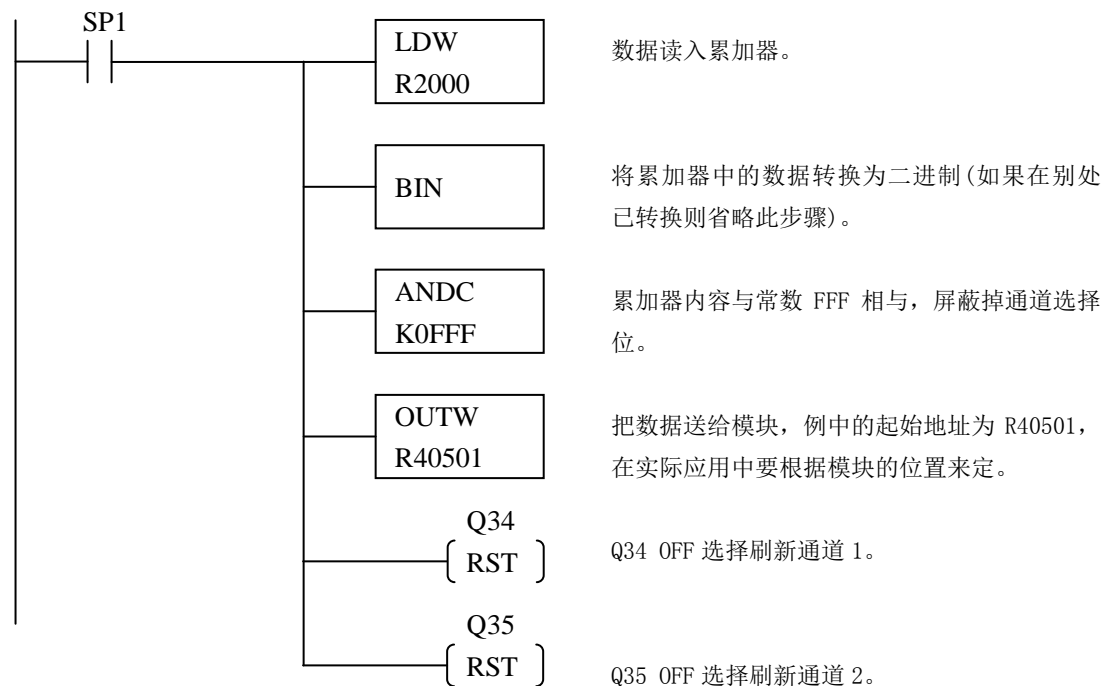 SP1
LDW
R2000
数据读入累加器。
BIN
将累加器中的数据转换为二进制(如果在别处
已转换则省略此步骤)。
ANDC
K0FFF
累加器内容与常数 FFF 相与，屏蔽掉通道选择
位。
OUTW
R40501
把数据送给模块，例中的起始地址为 R40501，
在实际应用中要根据模块的位置来定。
Q34
RST
Q34 OFF 选择刷新通道 1。
Q35
RST
Q35 OFF 选择刷新通道 2。